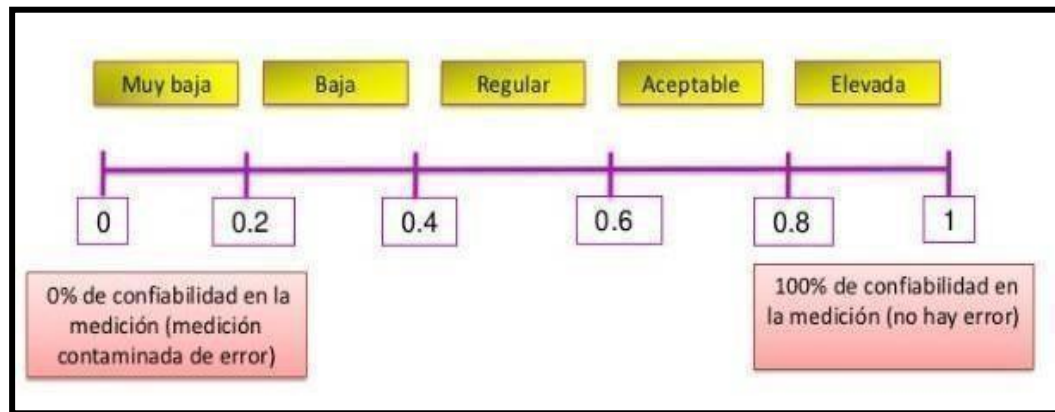 Muy baja
Baja
Regular
Aceptable
Elevada
0
0.2
0.4
0.6
0.8
1
0% de confiabilidad en la
medición (medición
contaminada de error)
100% de confiabilidad en
la medición (no hay error)